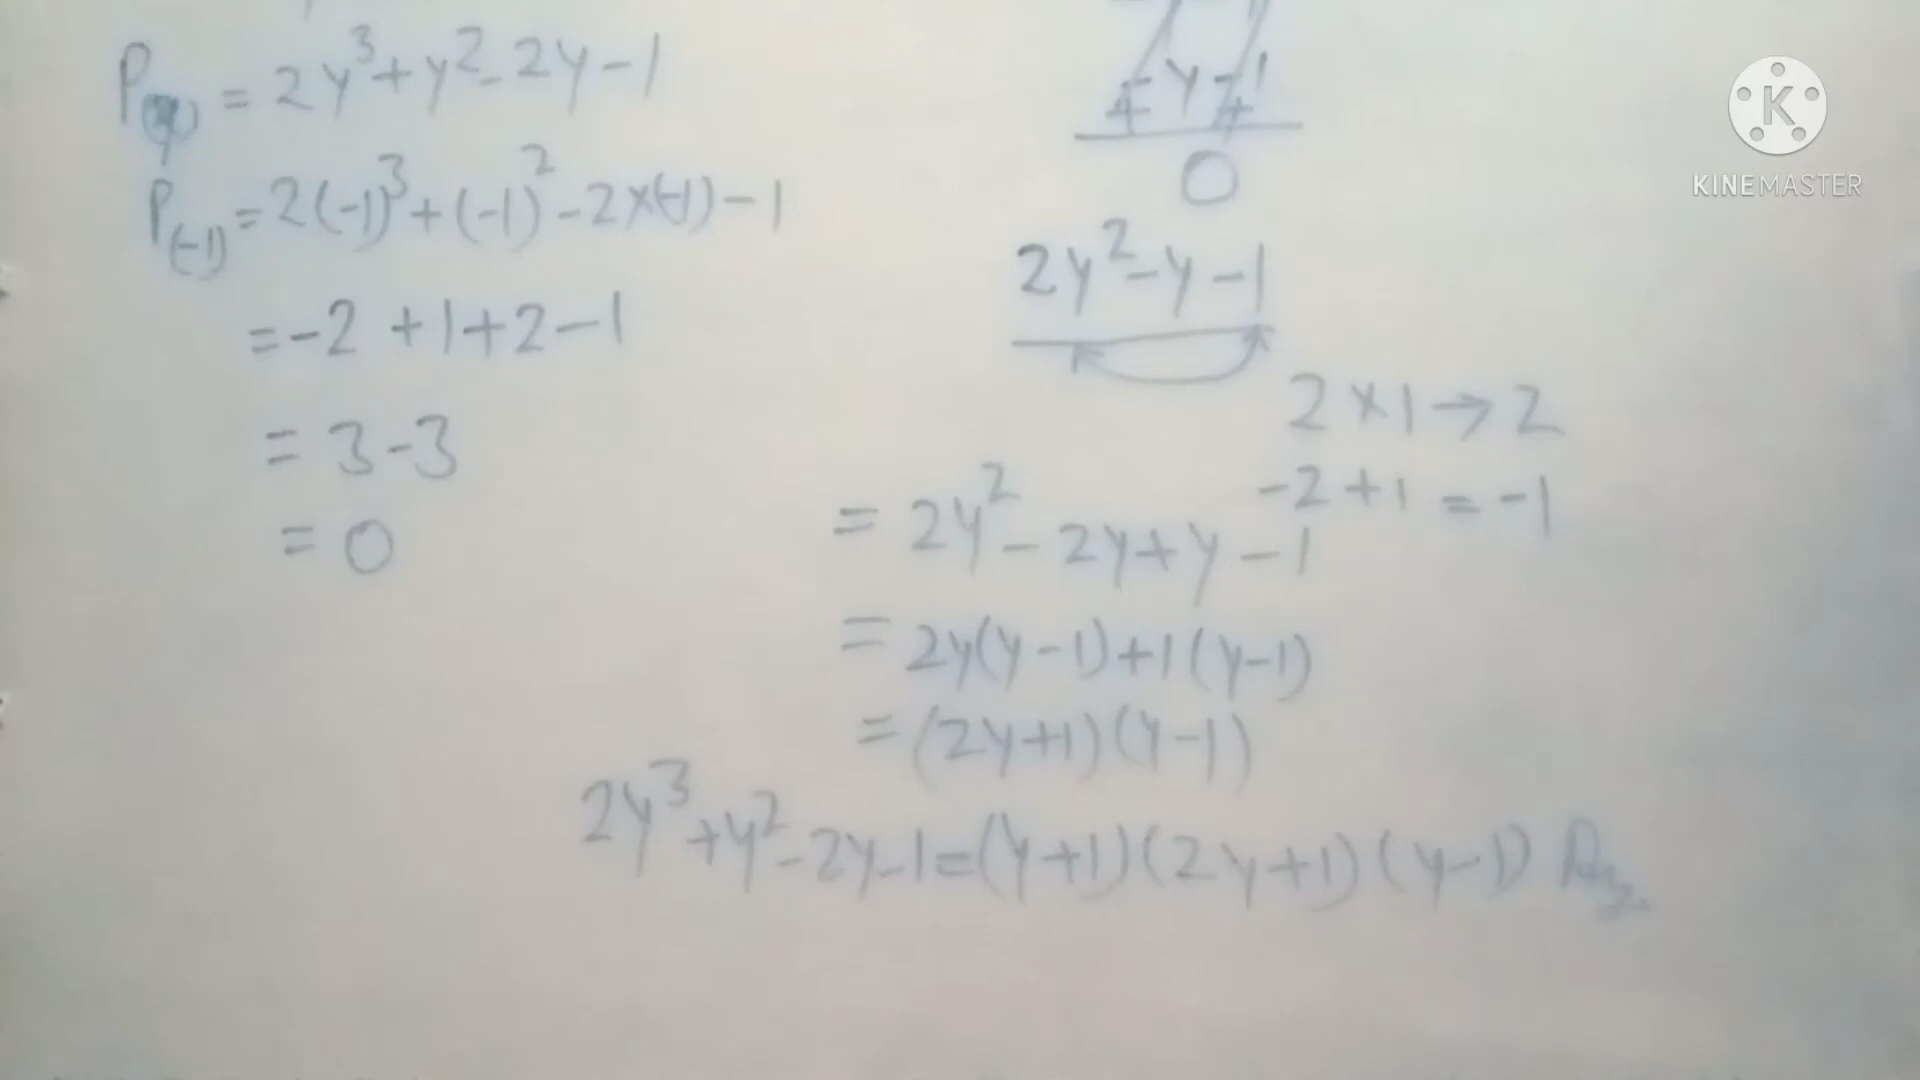 P(y) = 2y³+y²-2y-1
P(-1) = 2(-1)³+(-1)²-2×(-1)-1
=-2+1+2-1
= 3-3
= 0
-y-1
+ +
0
2y²-y-1
2×1→2
-2+1=-1
= 2y²-2y+y-1
= 2y(y-1)+1(y-1)
= (2y+1)(y-1)
2y³+y²-2y-1=(y+1)(2y+1)(y-1)
KINEMASTER